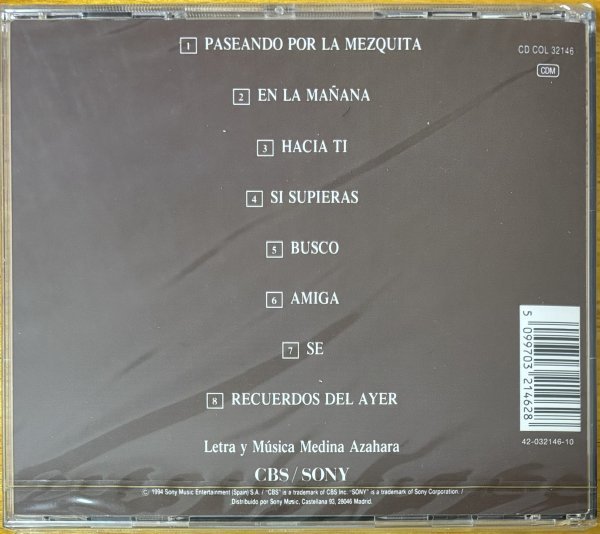 1 PASEANDO POR LA MEZQUITA
CD COL 32146
CDM
2 EN LA MAÑANA
3 HACIA TI
4 SI SUPIERAS
5 BUSCO
6 AMIGA
7 SE
8 RECUERDOS DEL AYER
5 099703 214628
42-032146-10
Letra y Música Medina Azahara
CBS/SONY
© 1994 Sony Music Entertainment (Spain) S.A. / "CBS" is a trademark of CBS Inc. "SONY" is a trademark of Sony Corporation. /
Distribuido por Sony Music, Castellana 93, 28046 Madrid.